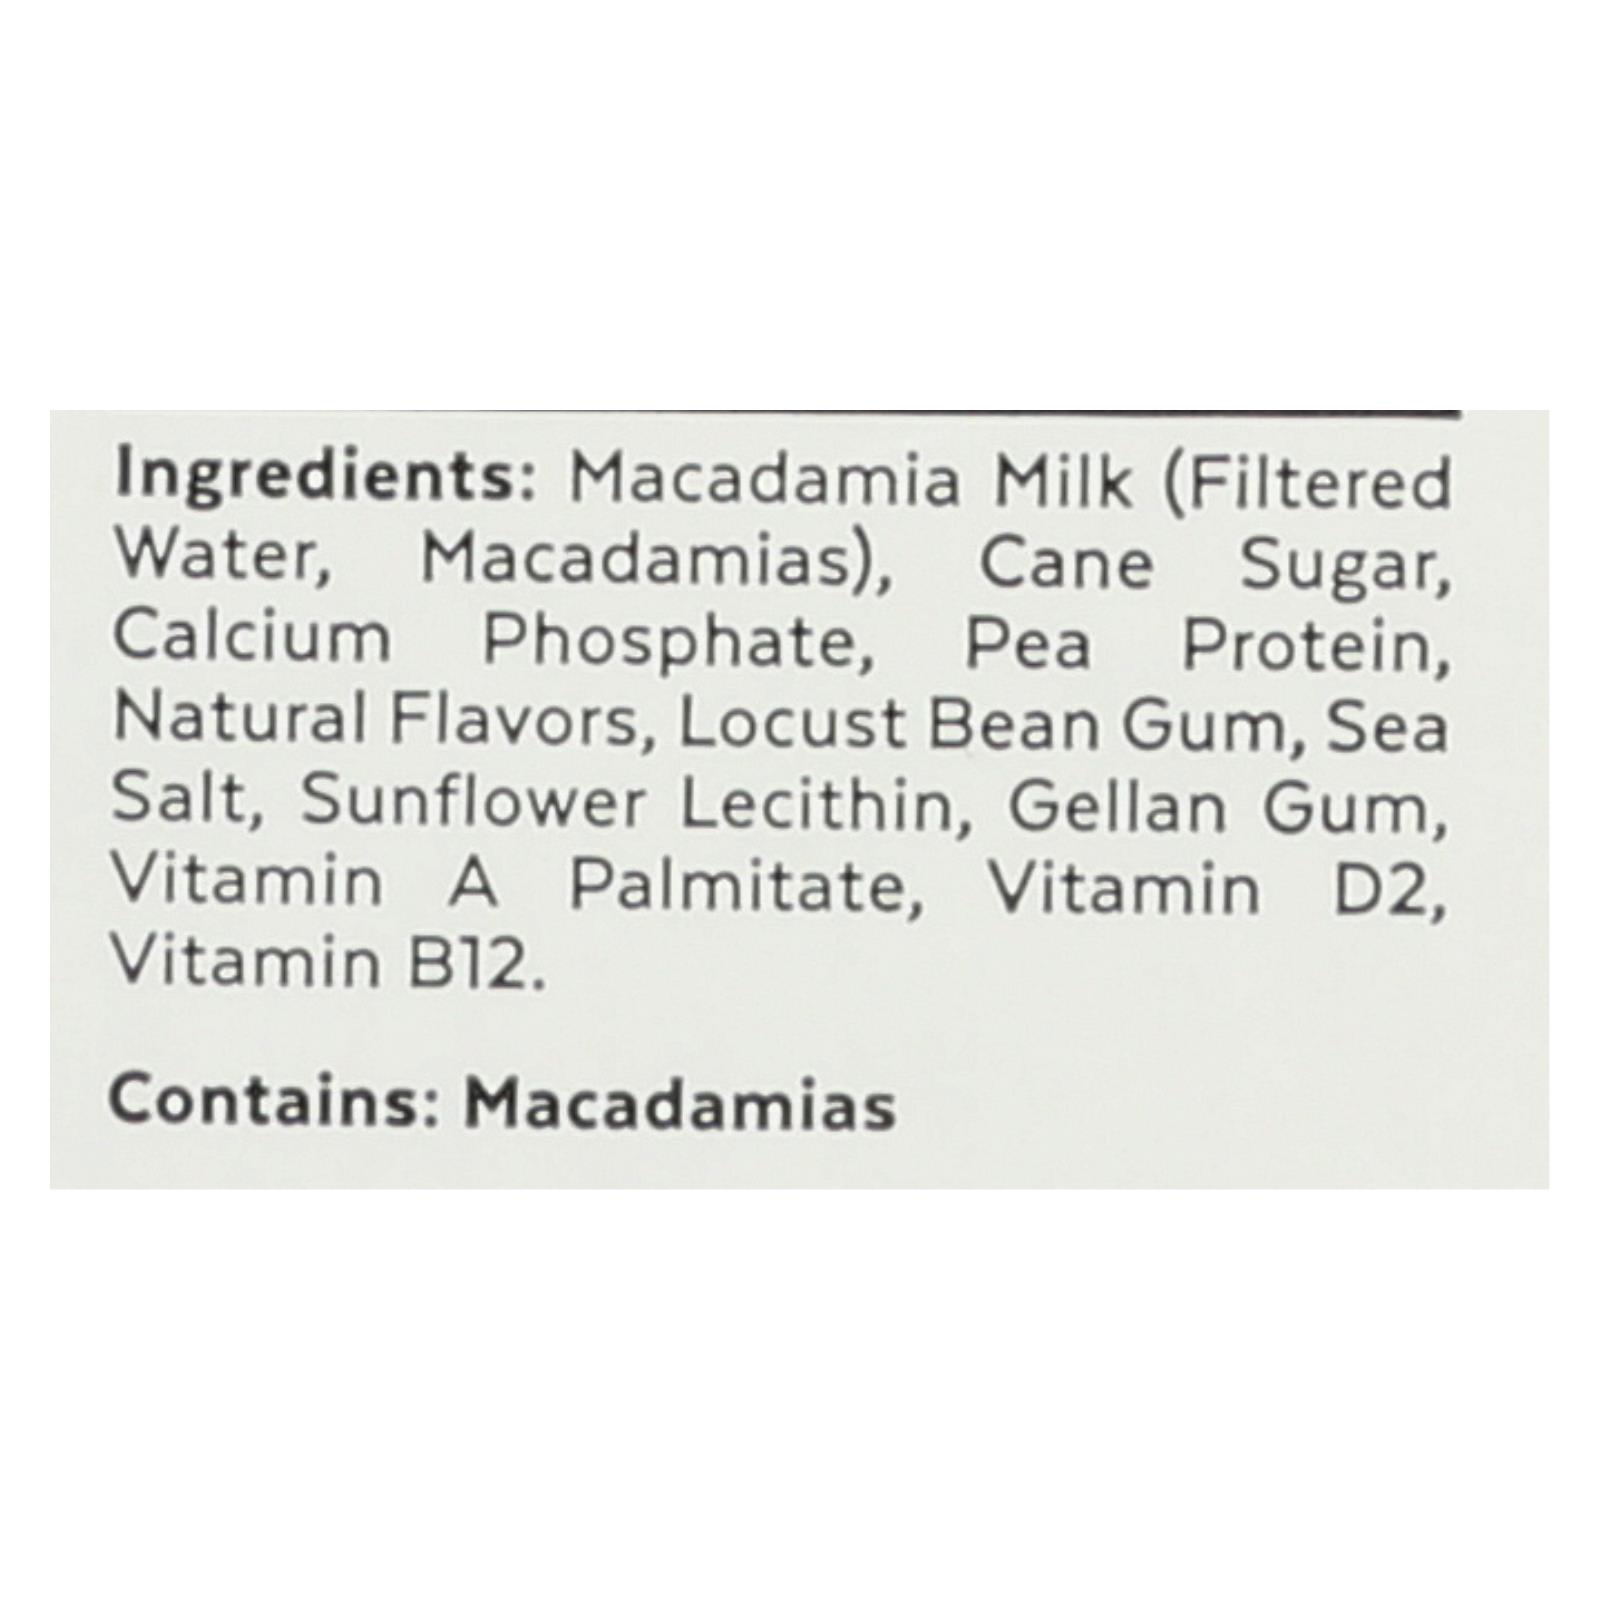 Ingredients: Macadamia Milk (Filtered
Water, Macadamias), Cane Sugar,
Calcium Phosphate, Pea Protein,
Natural Flavors, Locust Bean Gum, Sea
Salt, Sunflower Lecithin, Gellan Gum,
Vitamin A Palmitate, Vitamin D2,
Vitamin B12.
Contains: Macadamias